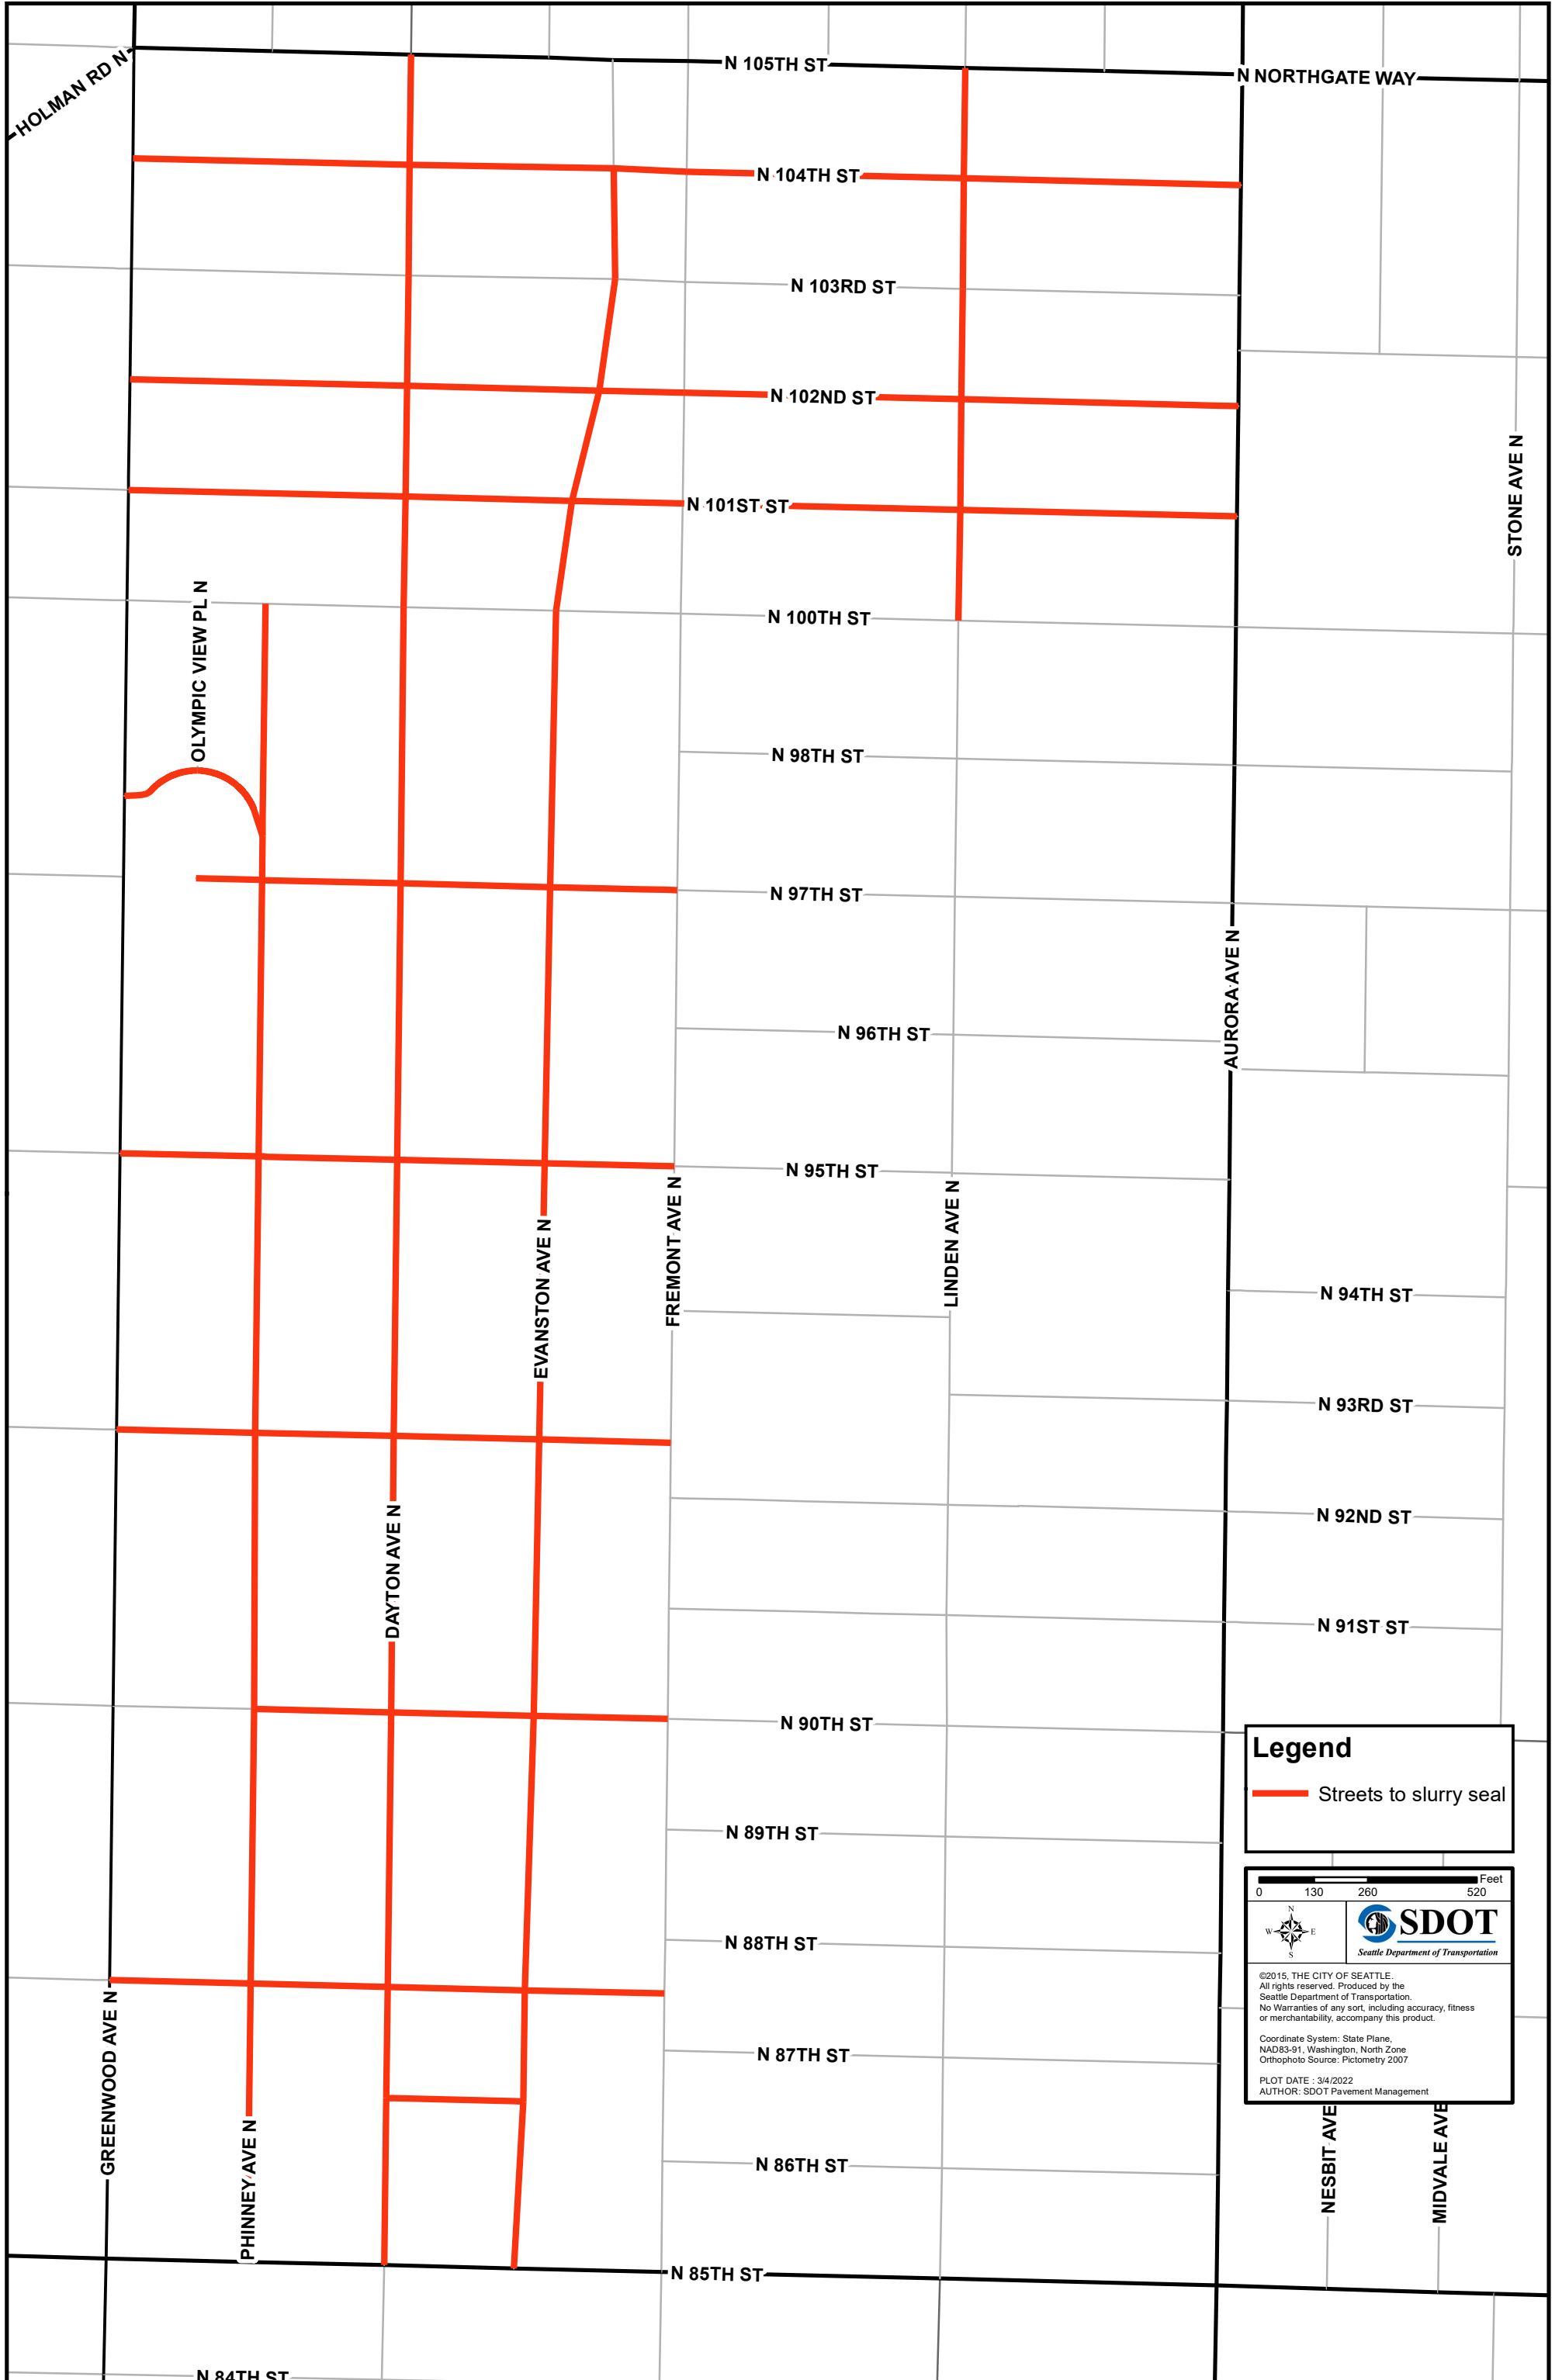 N 105TH ST
N NORTHGATE WAY
HOLMAN RD N
N 104TH ST
N 103RD ST
N 102ND ST
STONE AVE N
N 101ST ST
OLYMPIC VIEW PL N
N 100TH ST
N 98TH ST
N 97TH ST
AURORA AVE N
N 96TH ST
N 95TH ST
EVANSTON AVE N
FREMONT AVE N
LINDEN AVE N
N 94TH ST
N 93RD ST
DAYTON AVE N
N 92ND ST
N 91ST ST
N 90TH ST
Legend
Streets to slurry seal
N 89TH ST
Feet
0 130 260 520
N
W E
S
SDOT
Seattle Department of Transportation
N 88TH ST
©2015, THE CITY OF SEATTLE.
All rights reserved. Produced by the
Seattle Department of Transportation.
No Warranties of any sort, including accuracy, fitness
or merchantability, accompany this product.
Coordinate System: State Plane,
NAD83-91, Washington, North Zone
Orthophoto Source: Pictometry 2007
PLOT DATE : 3/4/2022
AUTHOR: SDOT Pavement Management
GREENWOOD AVE N
N 87TH ST
PHINNEY AVE N
N 86TH ST
NESBIT AVE
MIDVALE AVE
N 85TH ST
N 84TH ST